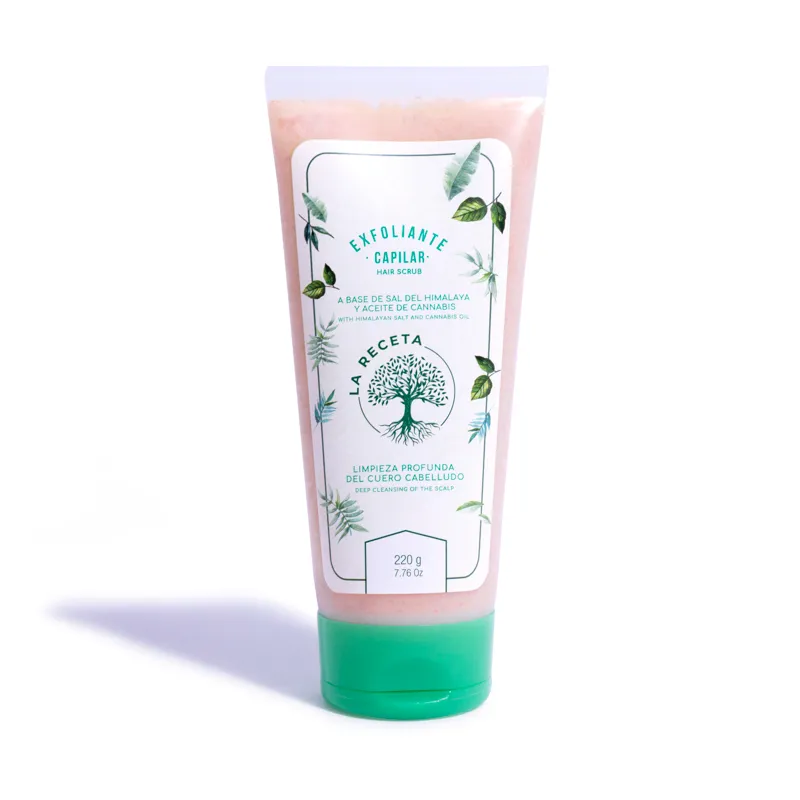 EXFOLIANTE
· CAPILAR ·
HAIR SCRUB
A BASE DE SAL DEL HIMALAYA
Y ACEITE DE CANNABIS
WITH HIMALAYAN SALT AND CANNABIS OIL
LA RECETA
LIMPIEZA PROFUNDA
DEL CUERO CABELLUDO
DEEP CLEANSING OF THE SCALP
220 g
7.76 Oz